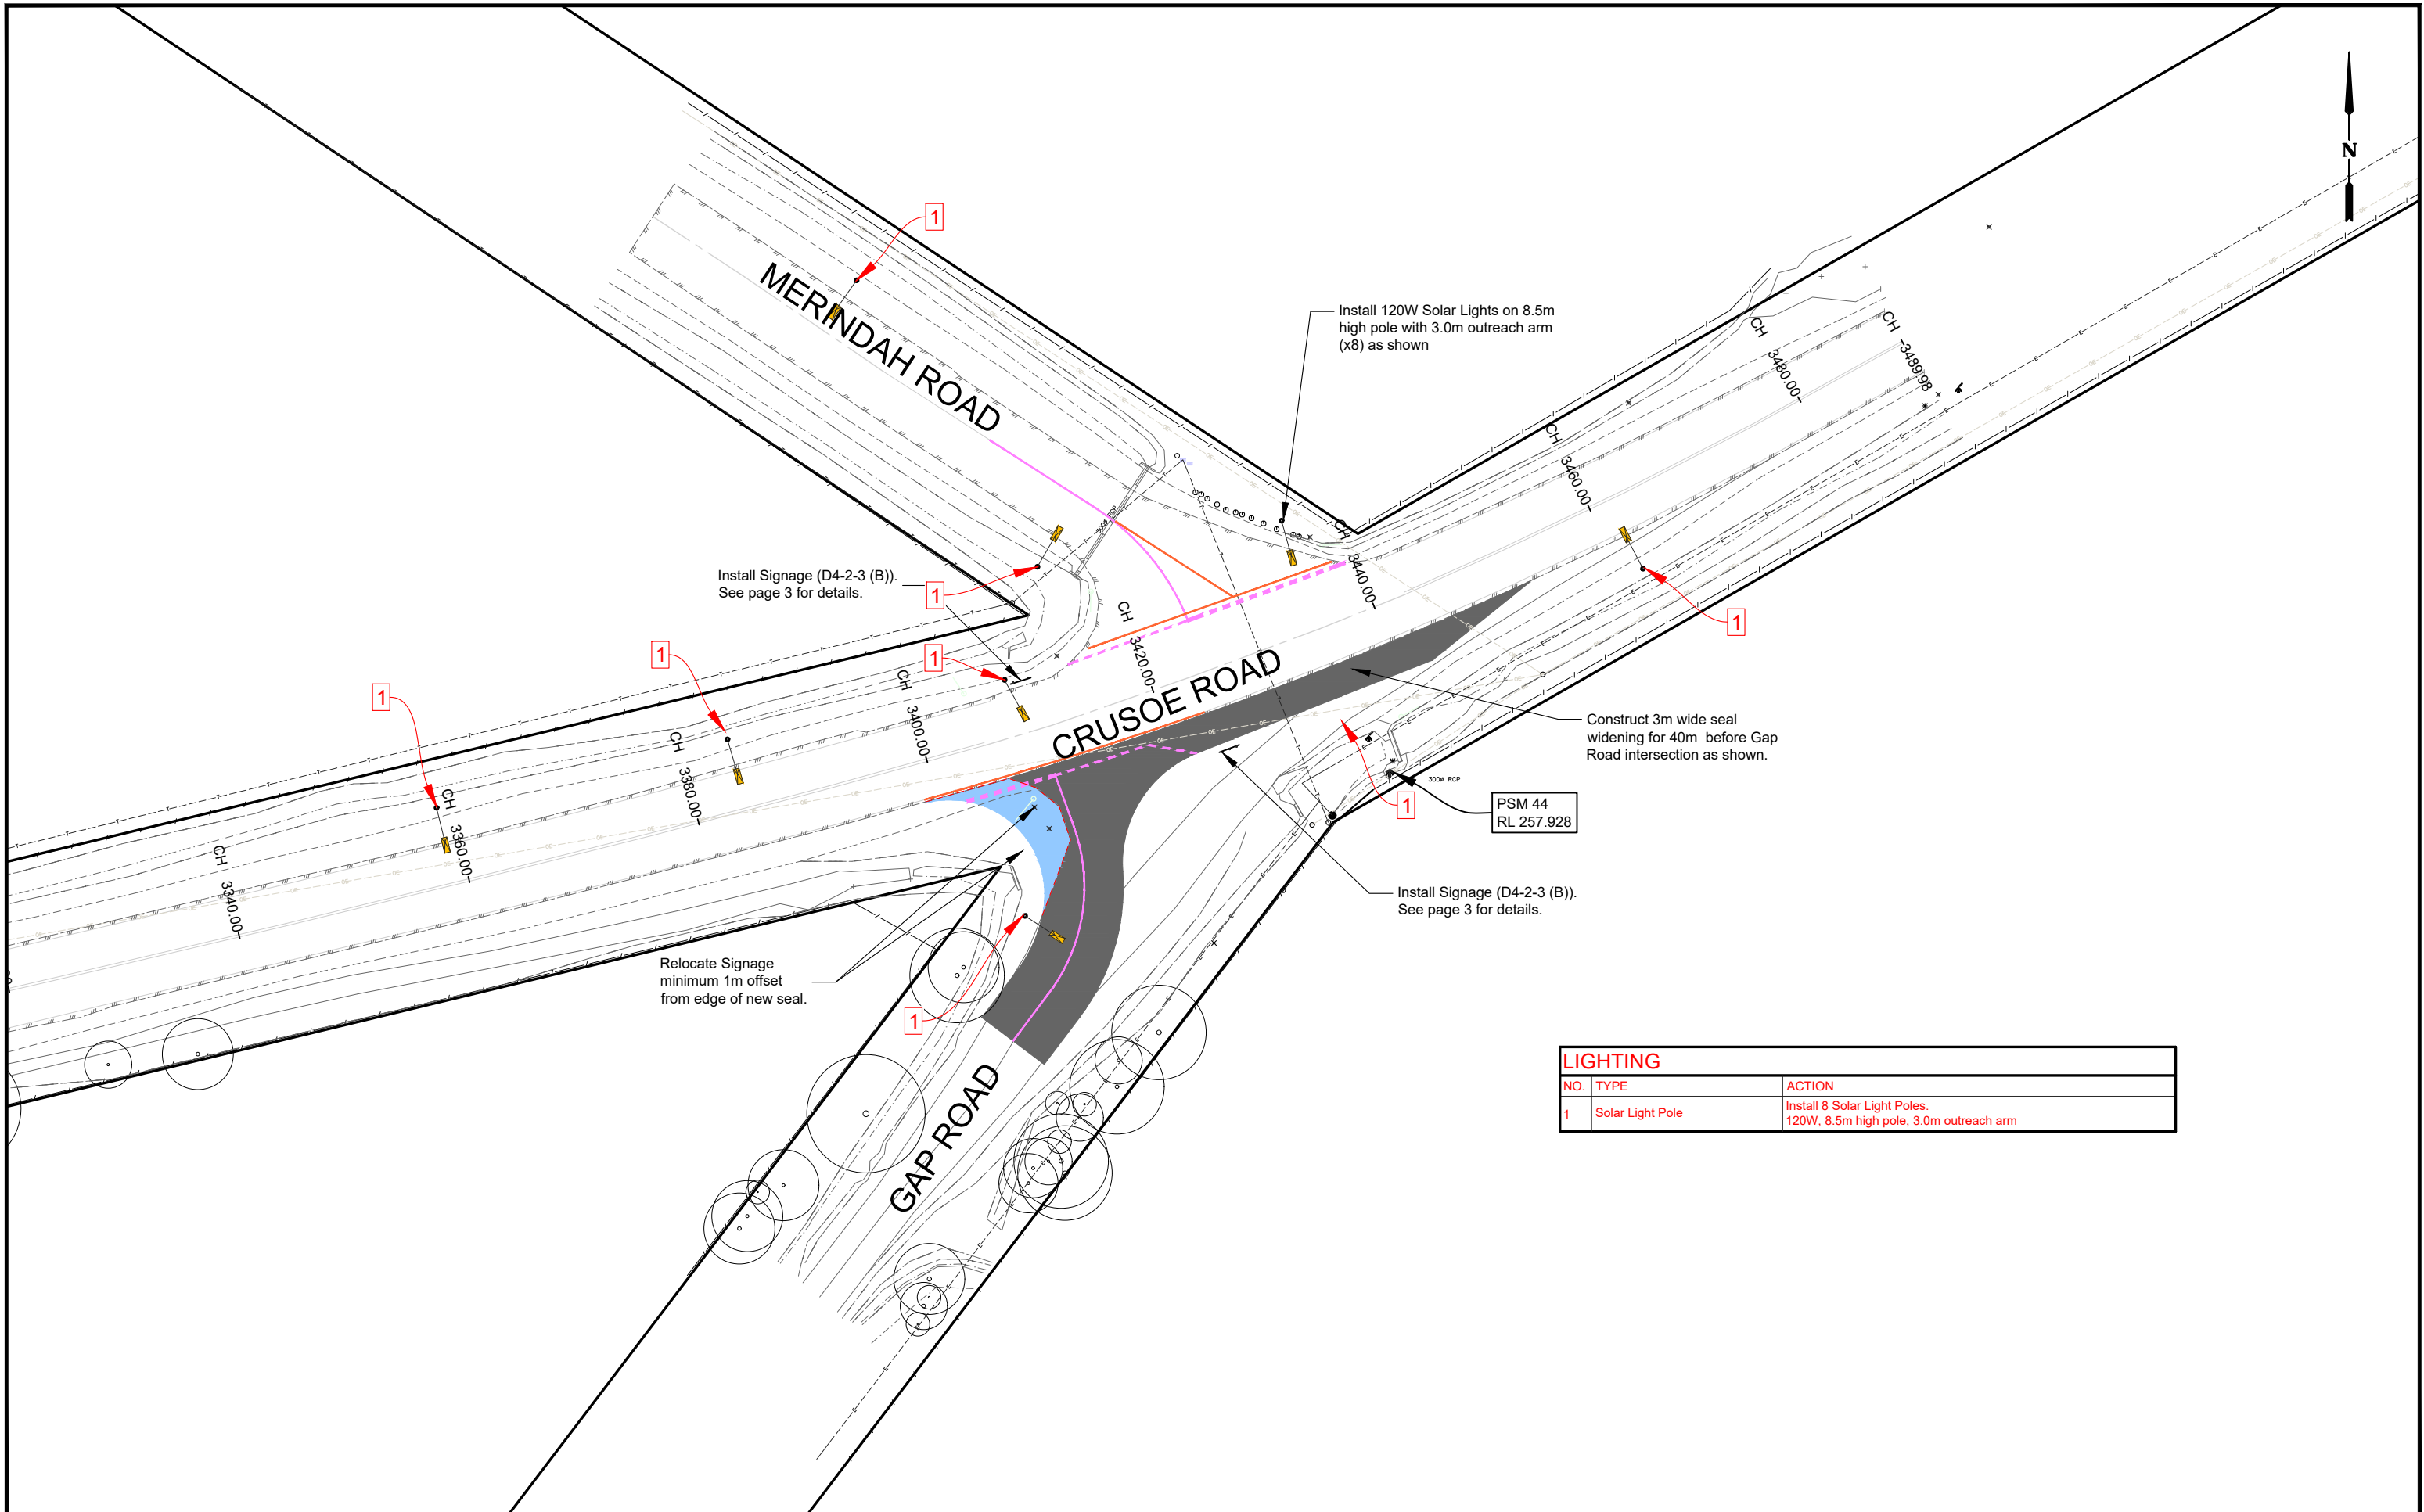 N
1
MERINDAH ROAD
Install 120W Solar Lights on 8.5m
high pole with 3.0m outreach arm
(x8) as shown
CH 3489.98
CH 3480.00
CH 3460.00
CH 3440.00
CH 3420.00
CH 3400.00
CH 3380.00
CH 3360.00
CH 3340.00
300ø RCP
Install Signage (D4-2-3 (B)).
See page 3 for details.
1
1
1
1
1
CRUSOE ROAD
Construct 3m wide seal
widening for 40m before Gap
Road intersection as shown.
300ø RCP
1
PSM 44
RL 257.928
Install Signage (D4-2-3 (B)).
See page 3 for details.
Relocate Signage
minimum 1m offset
from edge of new seal.
1
GAP ROAD
LIGHTING
NO. TYPE ACTION
1 Solar Light Pole Install 8 Solar Light Poles.
120W, 8.5m high pole, 3.0m outreach arm